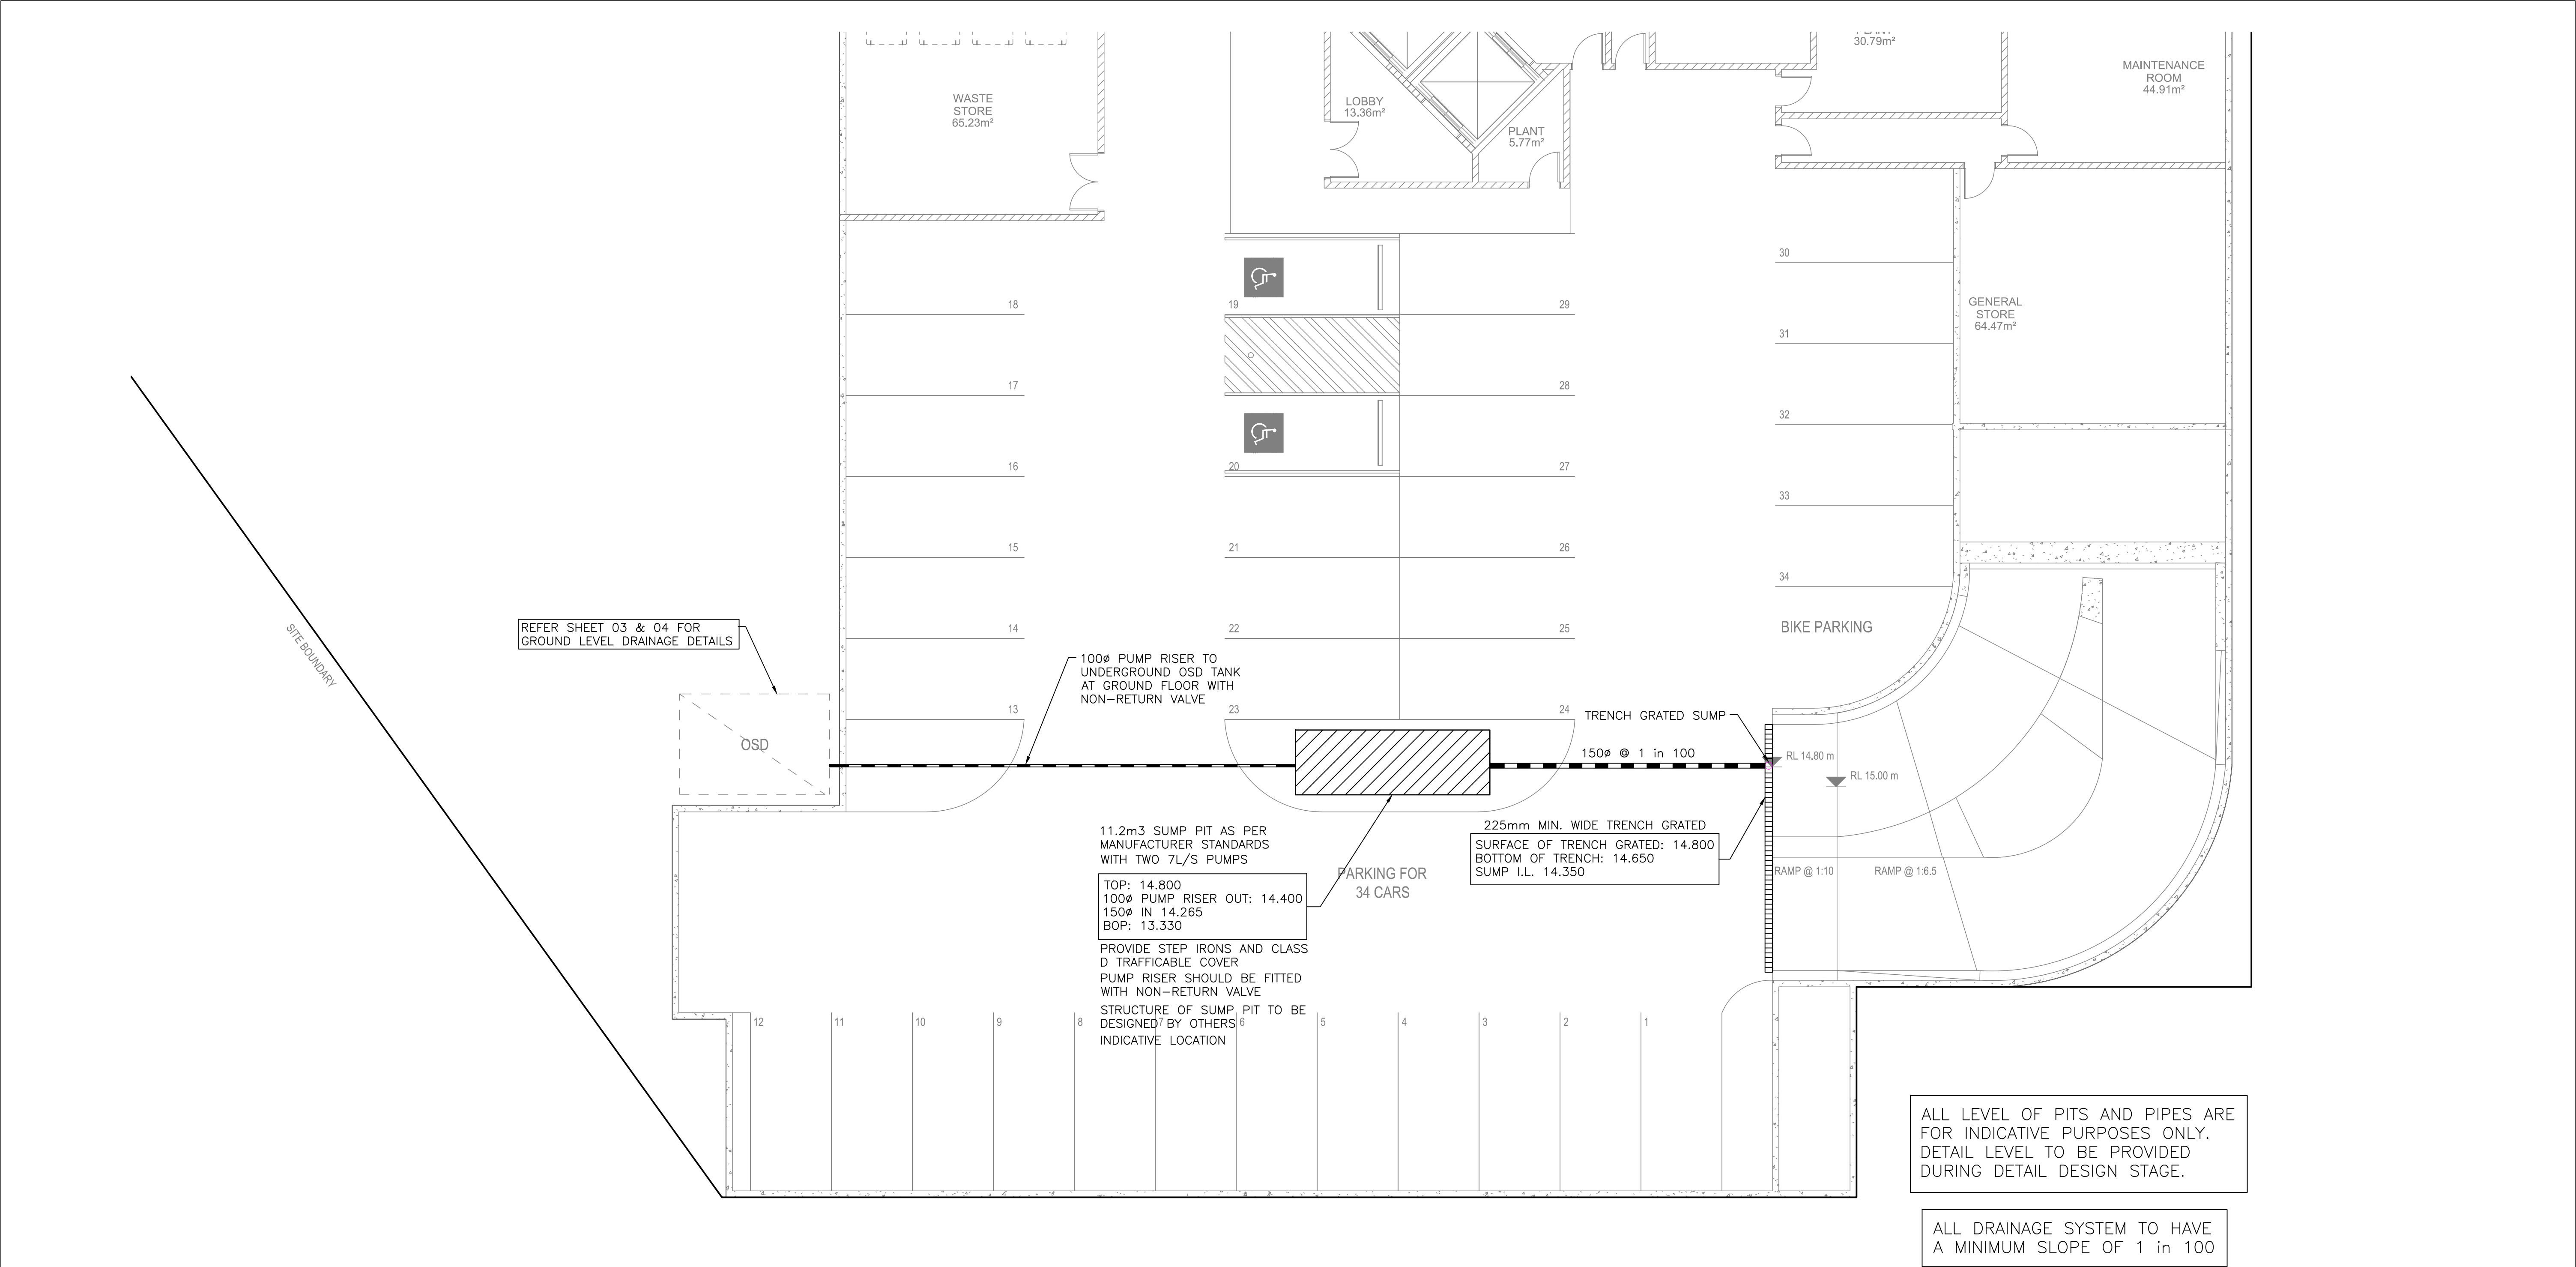 WASTE
STORE
65.23m²
LOBBY
13.36m²
PLANT
5.77m²
30.79m²
MAINTENANCE
ROOM
44.91m²
GENERAL
STORE
64.47m²
18
17
16
15
14
13
19
20
21
22
23
29
28
27
26
25
24
30
31
32
33
34
BIKE PARKING
SITE BOUNDARY
REFER SHEET 03 & 04 FOR
GROUND LEVEL DRAINAGE DETAILS
OSD
100ø PUMP RISER TO
UNDERGROUND OSD TANK
AT GROUND FLOOR WITH
NON-RETURN VALVE
TRENCH GRATED SUMP
150ø @ 1 in 100
RL 14.80 m
RL 15.00 m
RAMP @ 1:10
RAMP @ 1:6.5
225mm MIN. WIDE TRENCH GRATED
SURFACE OF TRENCH GRATED: 14.800
BOTTOM OF TRENCH: 14.650
SUMP I.L. 14.350
PARKING FOR
34 CARS
11.2m3 SUMP PIT AS PER
MANUFACTURER STANDARDS
WITH TWO 7L/S PUMPS
TOP: 14.800
100ø PUMP RISER OUT: 14.400
150ø IN 14.265
BOP: 13.330
PROVIDE STEP IRONS AND CLASS
D TRAFFICABLE COVER
PUMP RISER SHOULD BE FITTED
WITH NON-RETURN VALVE
STRUCTURE OF SUMP PIT TO BE
DESIGNED BY OTHERS
INDICATIVE LOCATION
12
11
10
9
8
7
6
5
4
3
2
1
ALL LEVEL OF PITS AND PIPES ARE
FOR INDICATIVE PURPOSES ONLY.
DETAIL LEVEL TO BE PROVIDED
DURING DETAIL DESIGN STAGE.
ALL DRAINAGE SYSTEM TO HAVE
A MINIMUM SLOPE OF 1 in 100